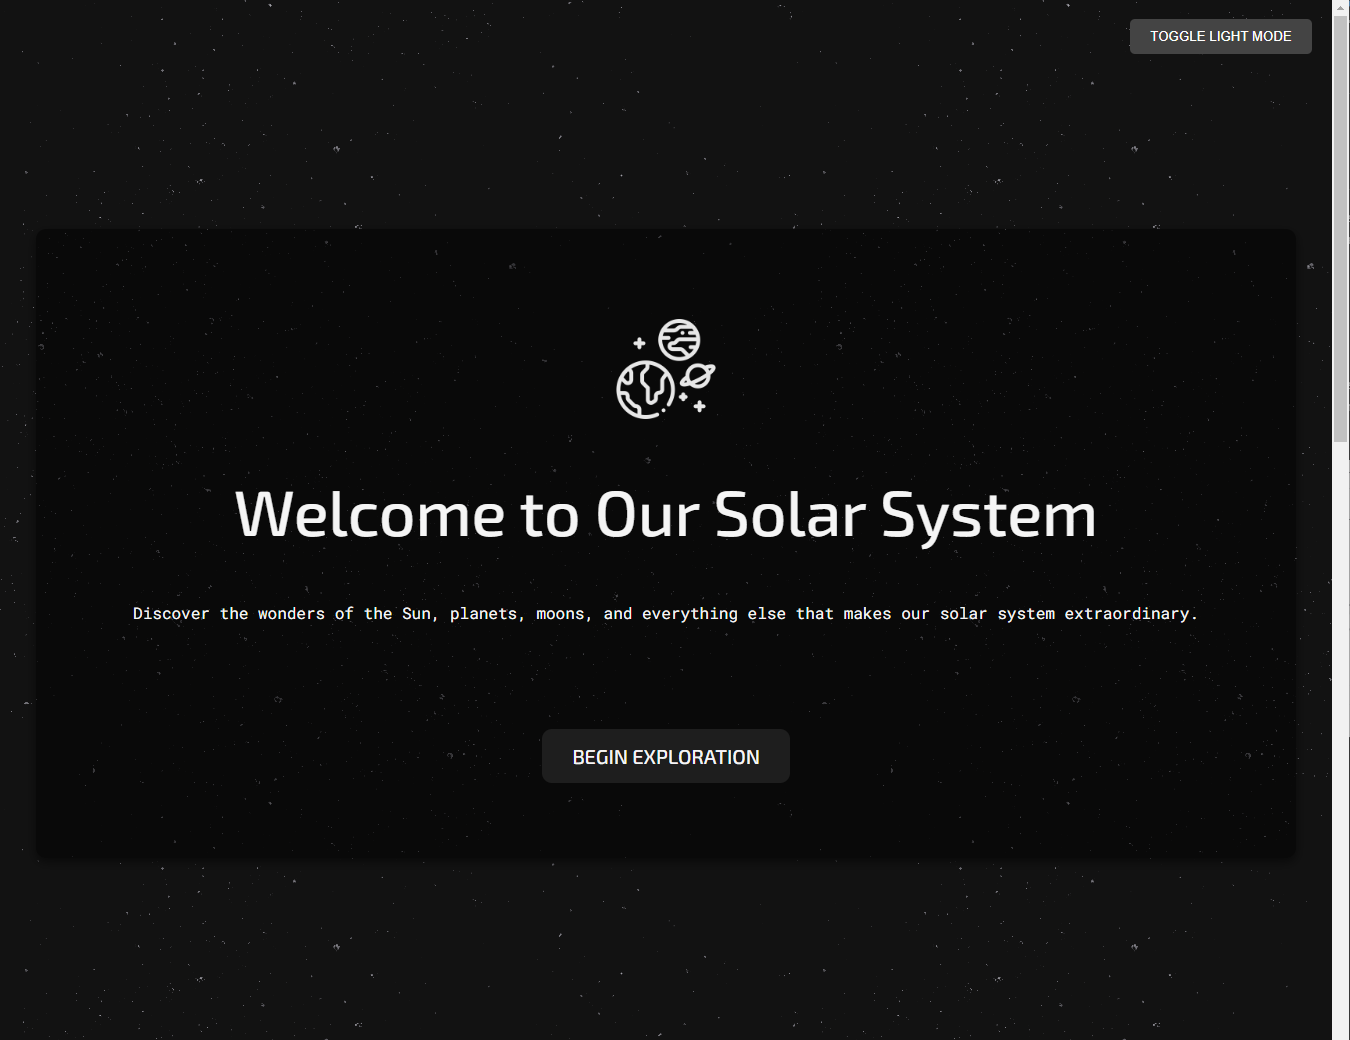 TOGGLE LIGHT MODE
Welcome to Our Solar System
Discover the wonders of the Sun, planets, moons, and everything else that makes our solar system extraordinary.
BEGIN EXPLORATION